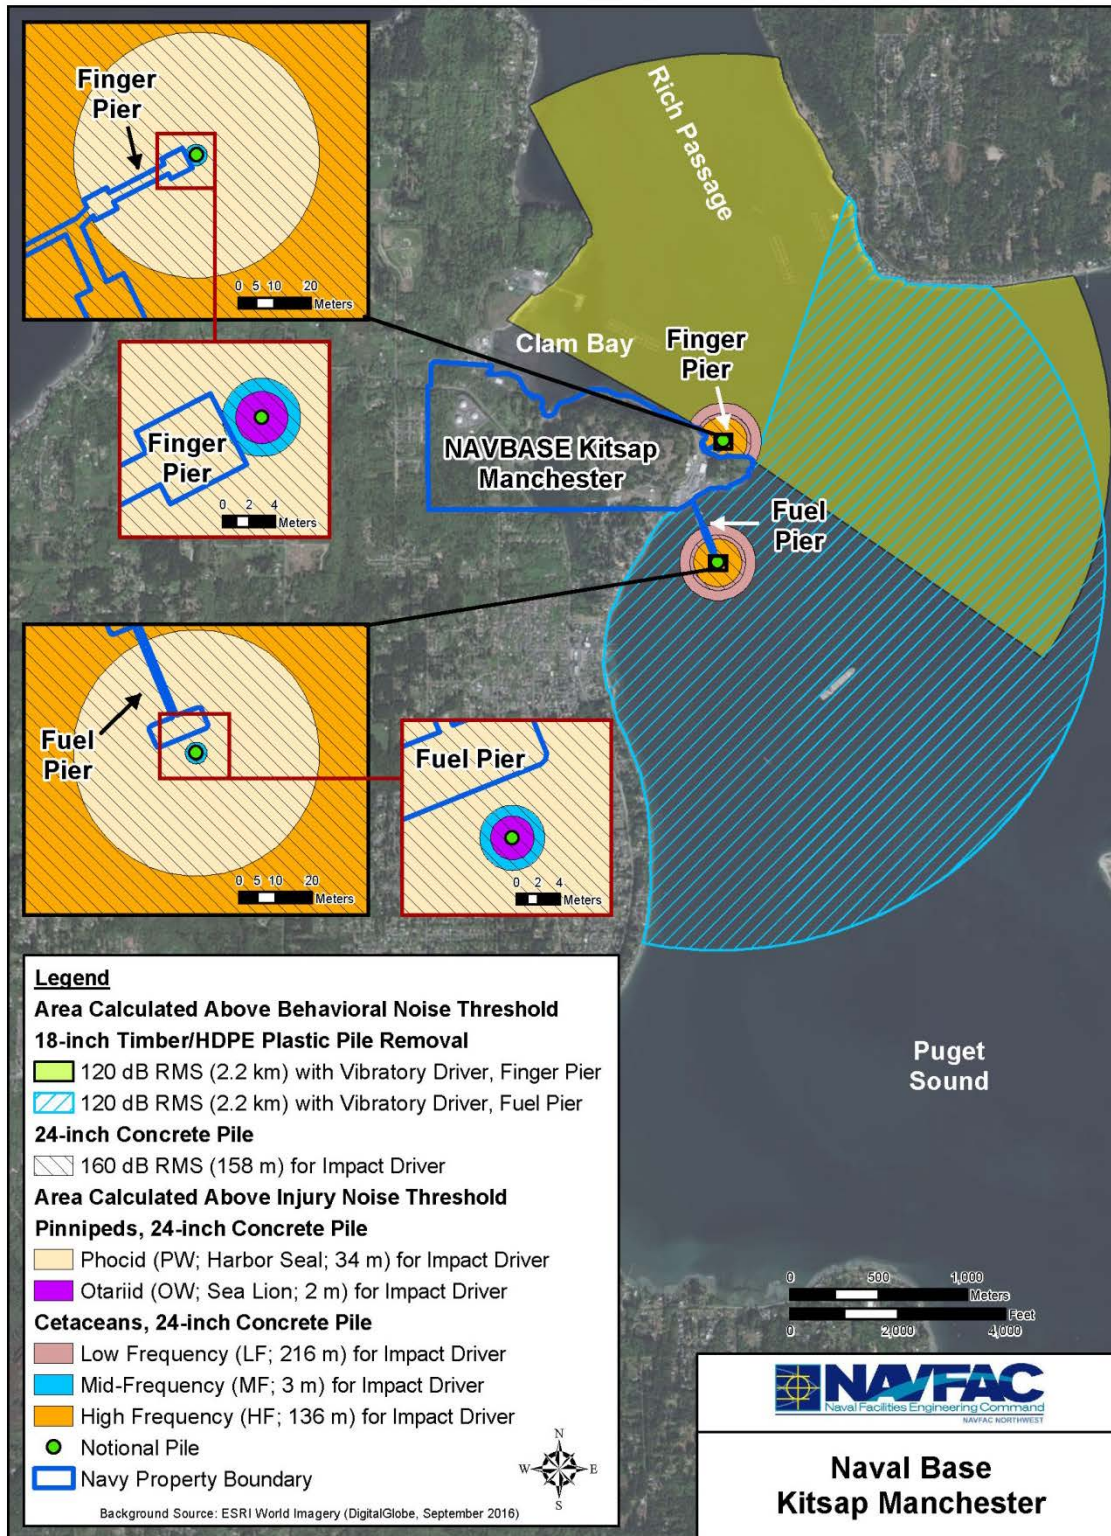 Finger
Pier
0 5 10 20
Meters
Finger
Pier
0 2 4
Meters
Rich Passage
Clam Bay
Finger
Pier
NAVBASE Kitsap
Manchester
Fuel
Pier
Fuel
Pier
0 5 10 20
Meters
Fuel Pier
0 2 4
Meters
Puget
Sound
Legend
Area Calculated Above Behavioral Noise Threshold
18-inch Timber/HDPE Plastic Pile Removal
120 dB RMS (2.2 km) with Vibratory Driver, Finger Pier
120 dB RMS (2.2 km) with Vibratory Driver, Fuel Pier
24-inch Concrete Pile
160 dB RMS (158 m) for Impact Driver
Area Calculated Above Injury Noise Threshold
Pinnipeds, 24-inch Concrete Pile
Phocid (PW; Harbor Seal; 34 m) for Impact Driver
Otariid (OW; Sea Lion; 2 m) for Impact Driver
Cetaceans, 24-inch Concrete Pile
Low Frequency (LF; 216 m) for Impact Driver
Mid-Frequency (MF; 3 m) for Impact Driver
High Frequency (HF; 136 m) for Impact Driver
Notional Pile
Navy Property Boundary
N
W E
S
Background Source: ESRI World Imagery (DigitalGlobe, September 2016)
0 500 1,000
Meters
Feet
0 2,000 4,000
NAVFAC
Naval Facilities Engineering Command
NAVFAC NORTHWEST
Naval Base
Kitsap Manchester